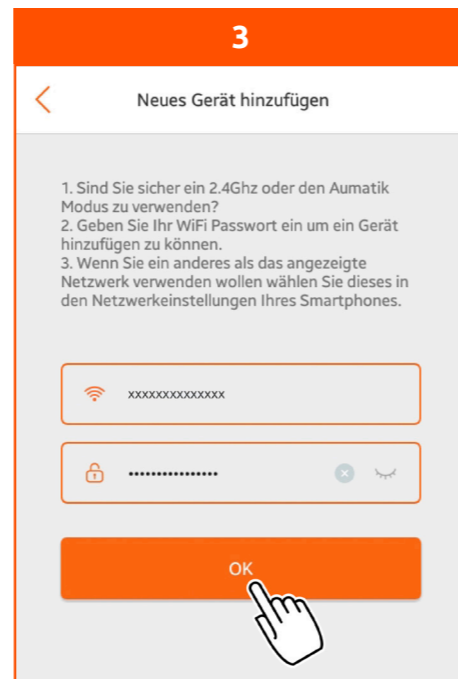 3
Neues Gerät hinzufügen
1. Sind Sie sicher ein 2.4Ghz oder den Aumatik
Modus zu verwenden?
2. Geben Sie Ihr WiFi Passwort ein um ein Gerät
hinzufügen zu können.
3. Wenn Sie ein anderes als das angezeigte
Netzwerk verwenden wollen wählen Sie dieses in
den Netzwerkeinstellungen Ihres Smartphones.
xxxxxxxxxxxxxx
••••••••••••••••
OK